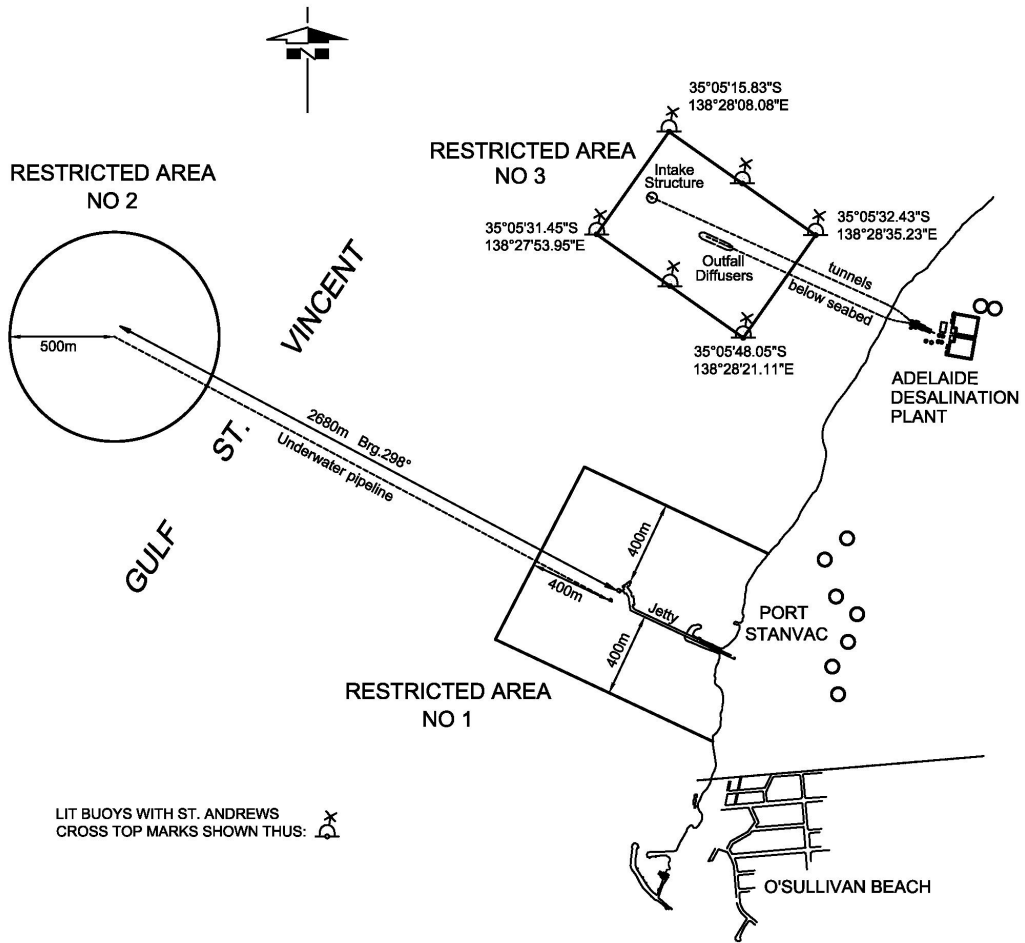 N
35°05'15.83"S
138°28'08.08"E
RESTRICTED AREA
NO 3
RESTRICTED AREA
NO 2
Intake
Structure
35°05'31.45"S
138°27'53.95"E
35°05'32.43"S
138°28'35.23"E
Outfall
Diffusers
tunnels
below seabed
35°05'48.05"S
138°28'21.11"E
ADELAIDE
DESALINATION
PLANT
500m
GULF
ST.
VINCENT
2680m Brg.298°
Underwater pipeline
400m
400m
Jetty
400m
PORT
STANVAC
RESTRICTED AREA
NO 1
LIT BUOYS WITH ST. ANDREWS
CROSS TOP MARKS SHOWN THUS:
O'SULLIVAN BEACH